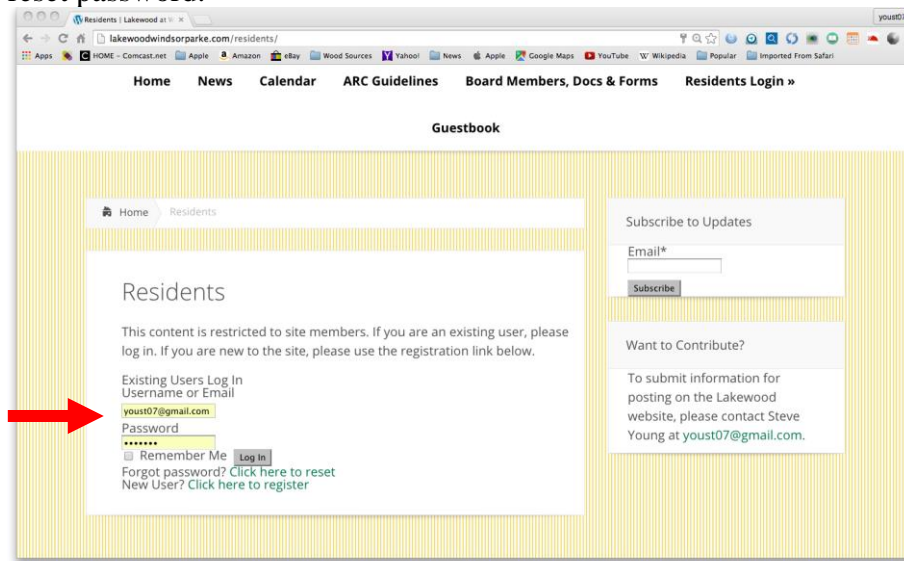 reset password.
Residents | Lakewood at W ×
youst0
lakewoodwindsorparke.com/residents/
Apps HOME – Comcast.net Apple Amazon eBay Wood Sources Yahoo! News Apple Google Maps YouTube Wikipedia Popular Imported From Safari
Home News Calendar ARC Guidelines Board Members, Docs & Forms Residents Login »
Guestbook
Home Residents
Subscribe to Updates
Email*
Subscribe
Residents
This content is restricted to site members. If you are an existing user, please
log in. If you are new to the site, please use the registration link below.
Existing Users Log In
Username or Email
youst07@gmail.com
Password
•••••••
Remember Me Log In
Forgot password? Click here to reset
New User? Click here to register
Want to Contribute?
To submit information for
posting on the Lakewood
website, please contact Steve
Young at youst07@gmail.com.